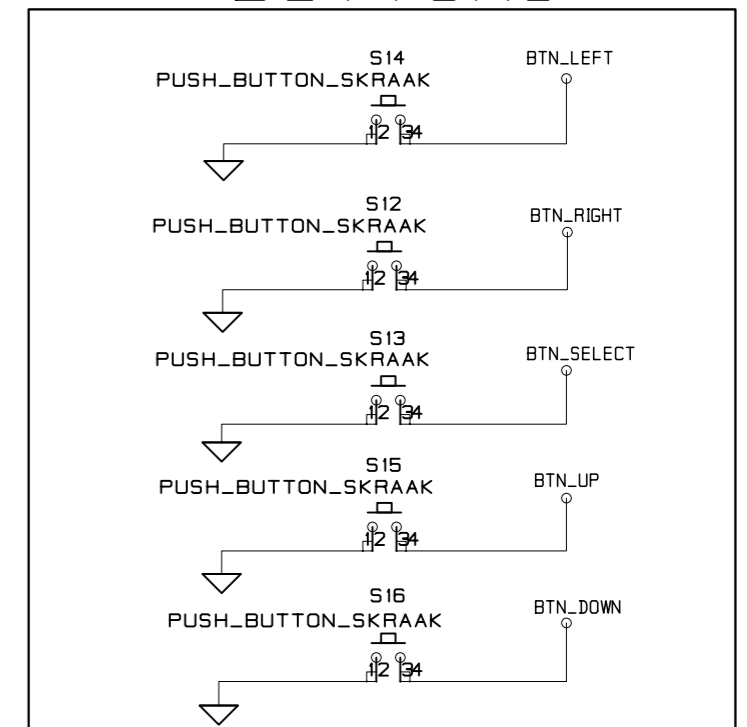 S14
BTN_LEFT
PUSH_BUTTON_SKRAAK
12 34
S12
BTN_RIGHT
PUSH_BUTTON_SKRAAK
12 34
S13
BTN_SELECT
PUSH_BUTTON_SKRAAK
12 34
S15
BTN_UP
PUSH_BUTTON_SKRAAK
12 34
S16
BTN_DOWN
PUSH_BUTTON_SKRAAK
12 34